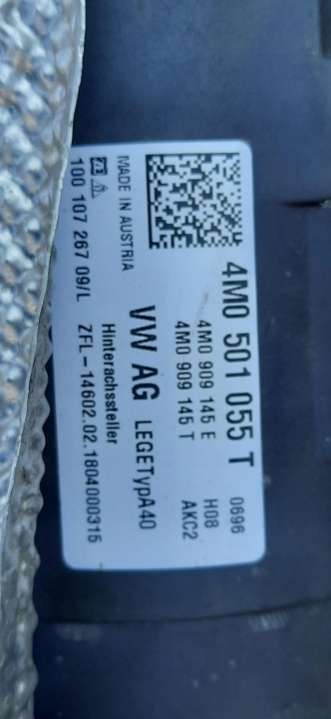 4M0 501 055 T
4M0 909 145 E H08
4M0 909 145 T AKC2
0696
VW AG LEGETypA40
Hinterachssteller
ZFL-14602.02.1804000315
MADE IN AUSTRIA
100 107 267 09/L